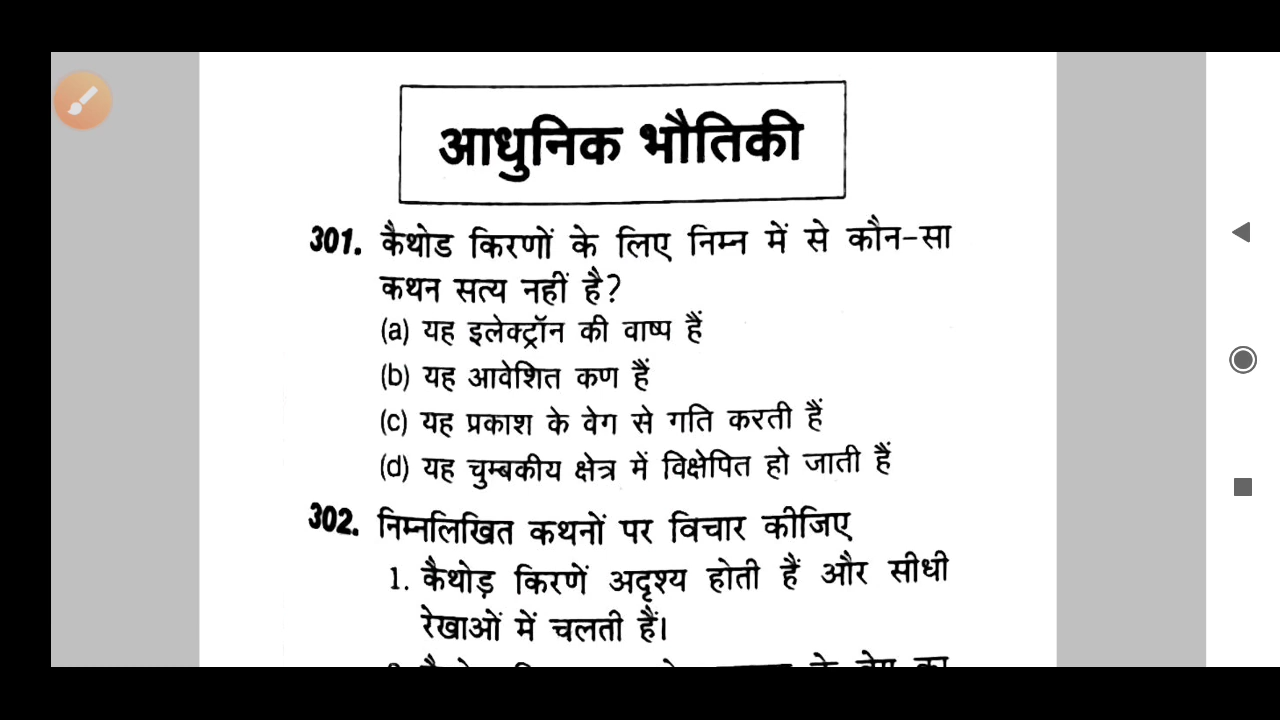 आधुनिक भौतिकी
301. कैथोड किरणों के लिए निम्न में से कौन-सा
कथन सत्य नहीं है?
(a) यह इलेक्ट्रॉन की वाष्प हैं
(b) यह आवेशित कण हैं
(c) यह प्रकाश के वेग से गति करती हैं
(d) यह चुम्बकीय क्षेत्र में विक्षेपित हो जाती हैं
302. निम्नलिखित कथनों पर विचार कीजिए
1. कैथोड़ किरणें अदृश्य होती हैं और सीधी
रेखाओं में चलती हैं।
के वेग का